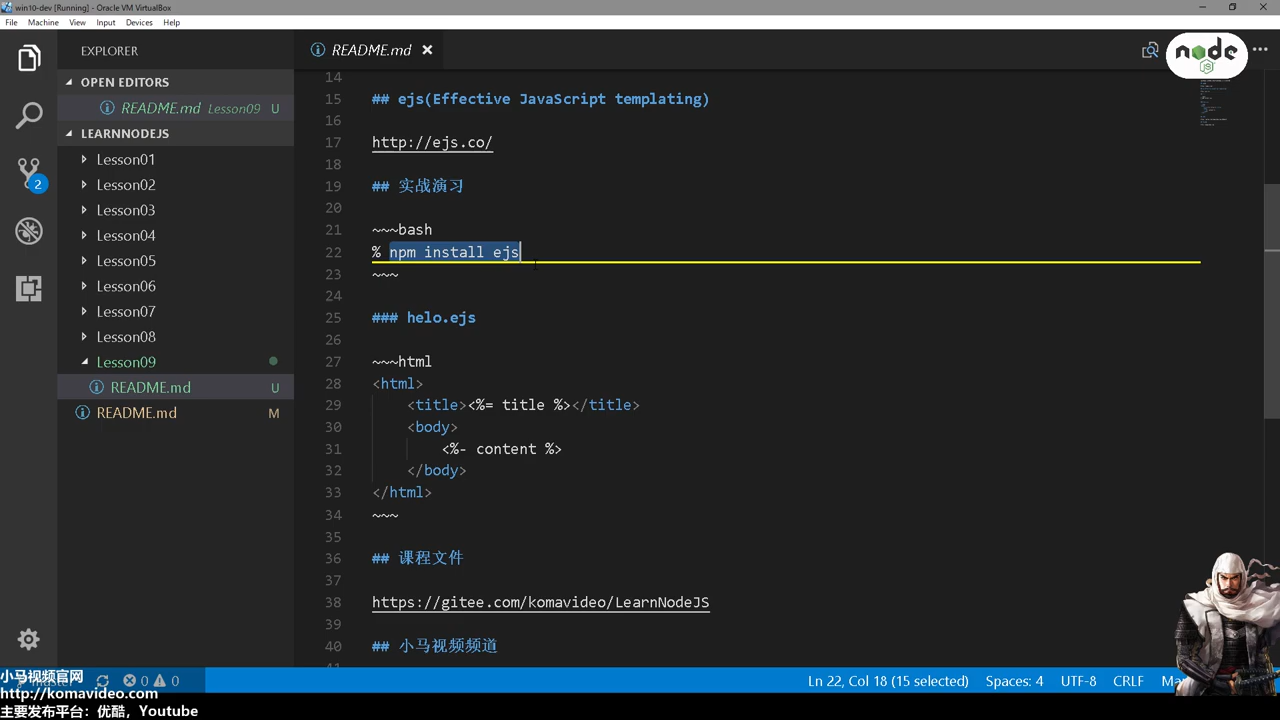 win10-dev [Running] - Oracle VM VirtualBox
File Machine View Input Devices Help
EXPLORER
README.md
node
JS
OPEN EDITORS
README.md Lesson09 U
LEARNNODEJS
Lesson01
Lesson02
Lesson03
Lesson04
Lesson05
Lesson06
Lesson07
Lesson08
Lesson09
README.md U
README.md M
2
14
15 ## ejs(Effective JavaScript templating)
16
17 http://ejs.co/
18
19 ## 实战演习
20
21 ~~~bash
22 % npm install ejs
23 ~~~
24
25 ### helo.ejs
26
27 ~~~html
28 <html>
29 <title><%= title %></title>
30 <body>
31 <%- content %>
32 </body>
33 </html>
34 ~~~
35
36 ## 课程文件
37
38 https://gitee.com/komavideo/LearnNodeJS
39
40 ## 小马视频频道
小马视频官网
http://komavideo.com
主要发布平台：优酷，Youtube
0 0
Ln 22, Col 18 (15 selected) Spaces: 4 UTF-8 CRLF